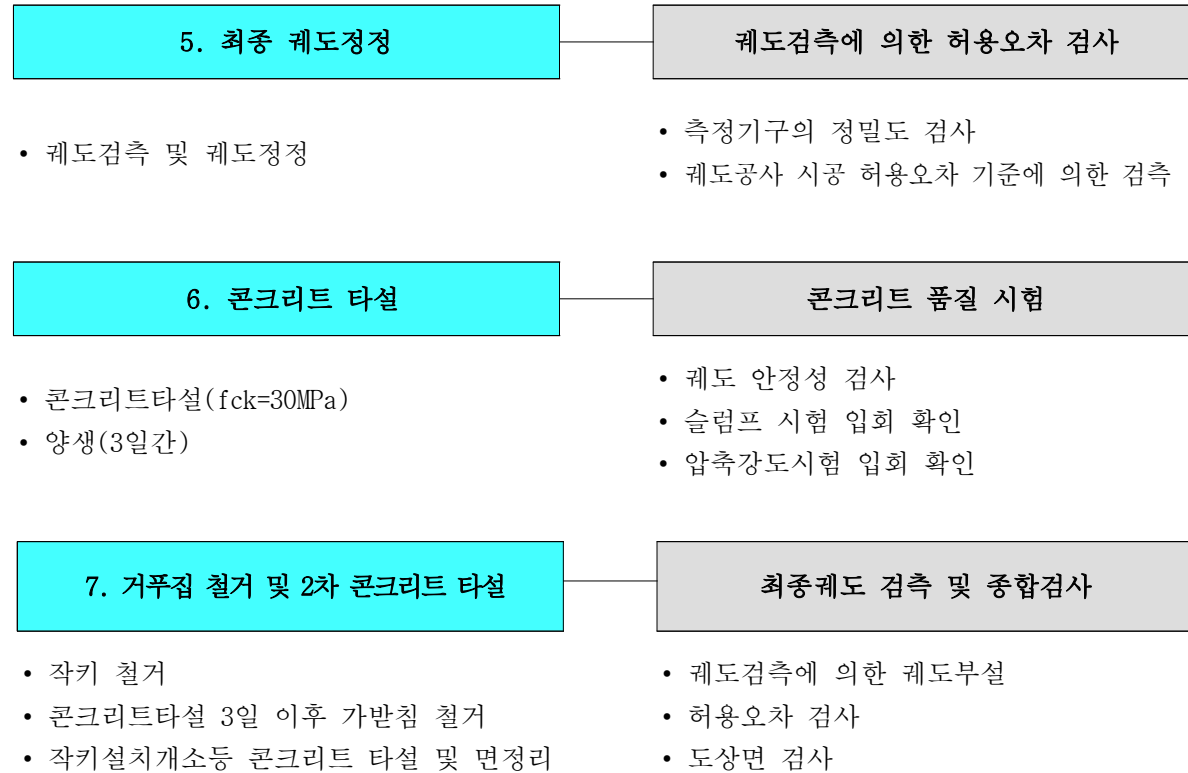 5. 최종 궤도정정
궤도검측에 의한 허용오차 검사
• 궤도검측 및 궤도정정
• 측정기구의 정밀도 검사
• 궤도공사 시공 허용오차 기준에 의한 검측
6. 콘크리트 타설
콘크리트 품질 시험
• 콘크리트타설(fck=30MPa)
• 양생(3일간)
• 궤도 안정성 검사
• 슬럼프 시험 입회 확인
• 압축강도시험 입회 확인
7. 거푸집 철거 및 2차 콘크리트 타설
최종궤도 검측 및 종합검사
• 작키 철거
• 콘크리트타설 3일 이후 가받침 철거
• 작키설치개소등 콘크리트 타설 및 면정리
• 궤도검측에 의한 궤도부설
• 허용오차 검사
• 도상면 검사